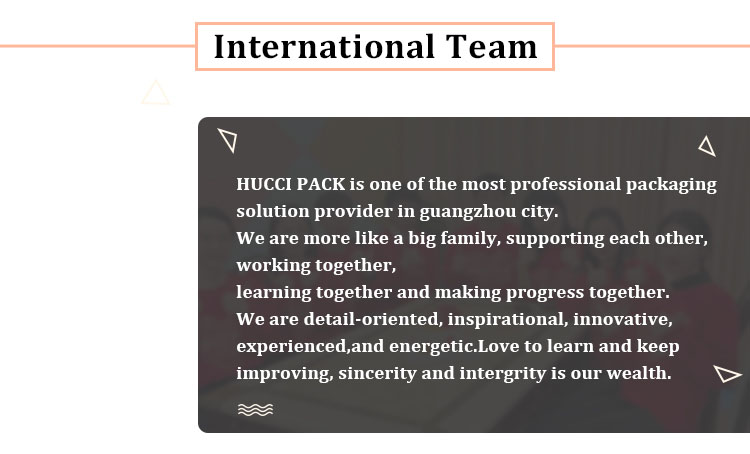 International Team
HUCCI PACK is one of the most professional packaging
solution provider in guangzhou city.
We are more like a big family, supporting each other,
working together,
learning together and making progress together.
We are detail-oriented, inspirational, innovative,
experienced,and energetic.Love to learn and keep
improving, sincerity and intergrity is our wealth.